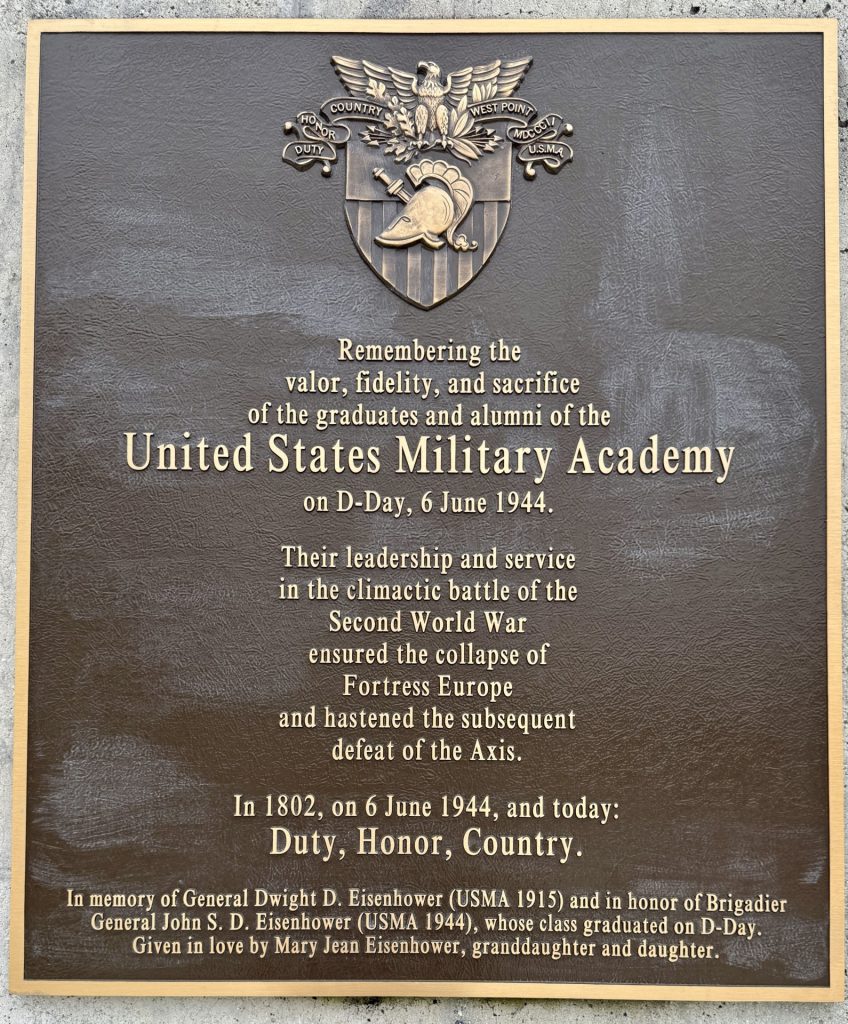 COUNTRY WEST POINT
HONOR MDCCCII
DUTY U.S.M.A.
Remembering the
valor, fidelity, and sacrifice
of the graduates and alumni of the
United States Military Academy
on D-Day, 6 June 1944.
Their leadership and service
in the climactic battle of the
Second World War
ensured the collapse of
Fortress Europe
and hastened the subsequent
defeat of the Axis.
In 1802, on 6 June 1944, and today:
Duty, Honor, Country.
In memory of General Dwight D. Eisenhower (USMA 1915) and in honor of Brigadier
General John S. D. Eisenhower (USMA 1944), whose class graduated on D-Day.
Given in love by Mary Jean Eisenhower, granddaughter and daughter.